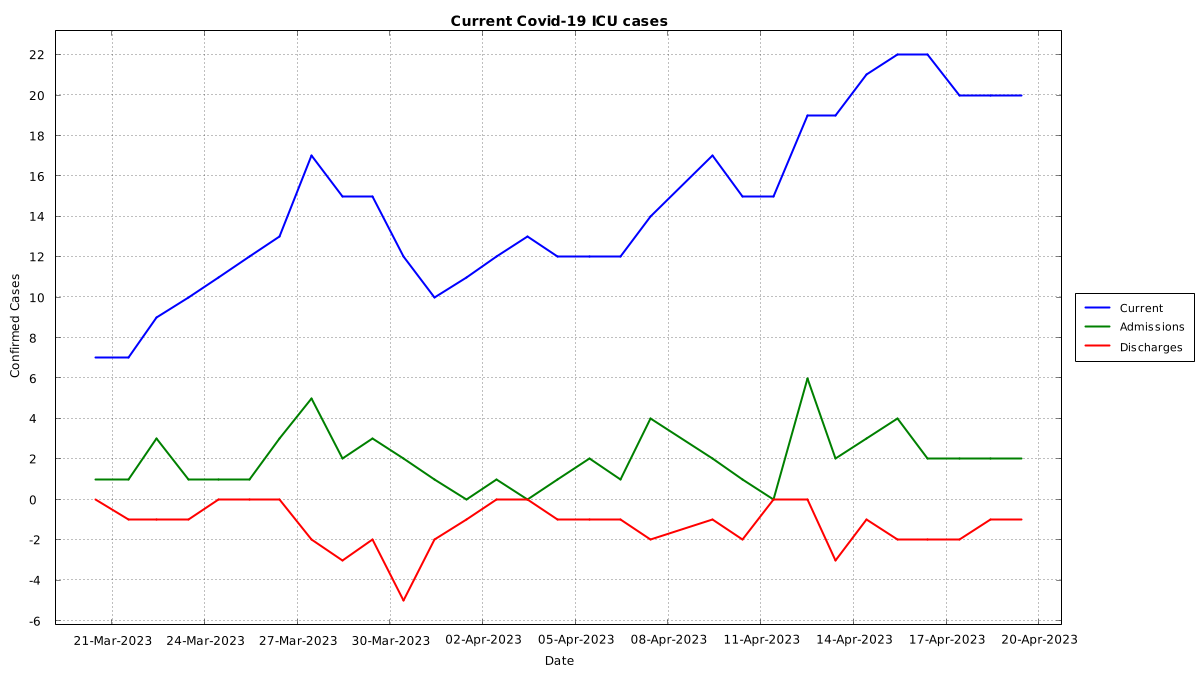 Current Covid-19 ICU cases
22
20
18
16
14
12
10
8
6
4
2
0
-2
-4
-6
Confirmed Cases
21-Mar-2023 24-Mar-2023 27-Mar-2023 30-Mar-2023 02-Apr-2023 05-Apr-2023 08-Apr-2023 11-Apr-2023 14-Apr-2023 17-Apr-2023 20-Apr-2023
Date
Current
Admissions
Discharges